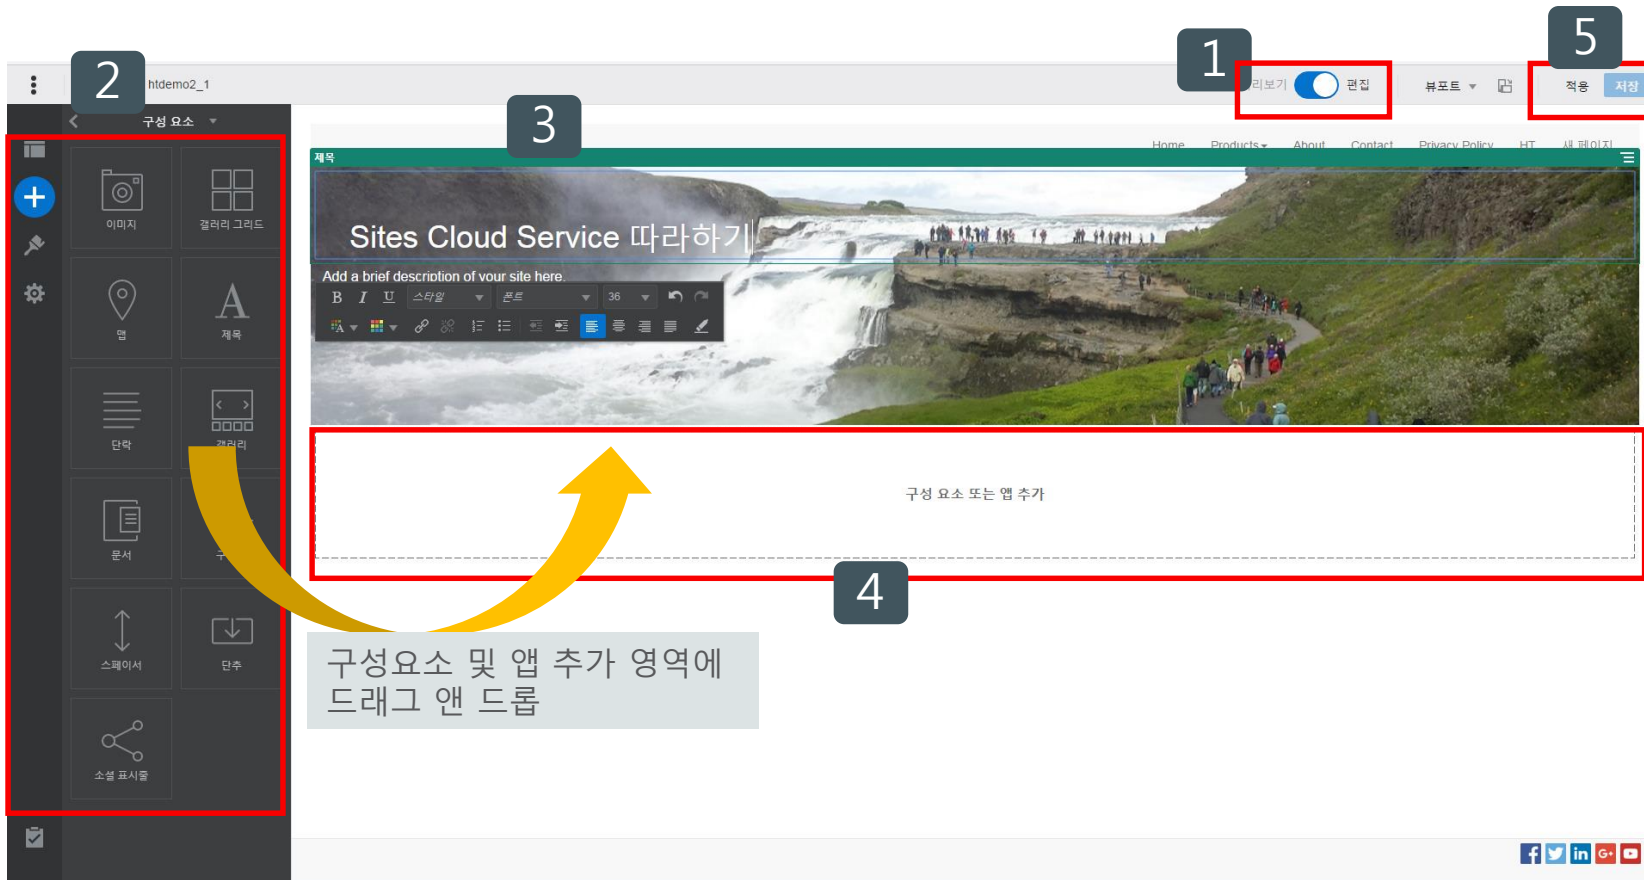 5
1
2
htdemo2_1
리보기
편집
뷰포트
적용
저장
구성 요소
3
Home Products About Contact Privacy Policy HT 새 페이지
제목
이미지
갤러리 그리드
Sites Cloud Service 따라하기
Add a brief description of your site here.
B I U 스타일 폰트 36
맵
제목
단락
갤러리
구성 요소 또는 앱 추가
문서
4
스페이서
단추
구성요소 및 앱 추가 영역에
드래그 앤 드롭
소셜 표시줄